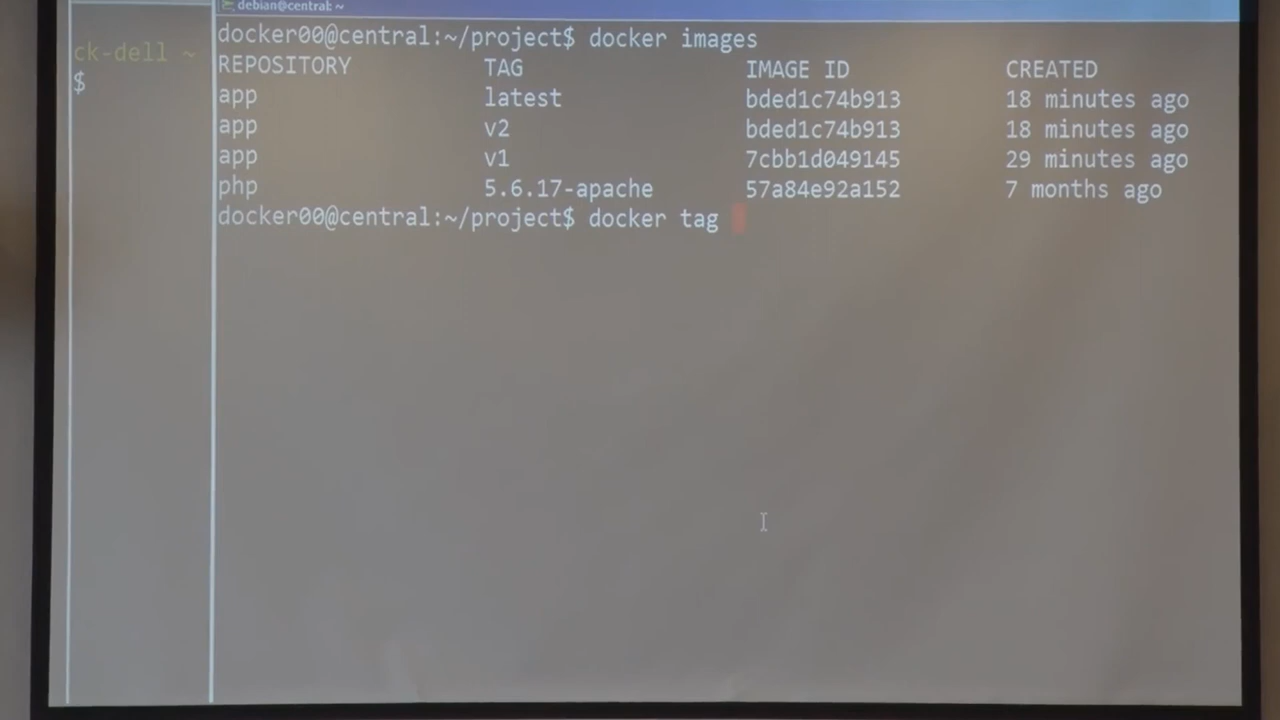 debian@central: ~
ck-dell ~
$
docker00@central:~/project$ docker images
REPOSITORY TAG IMAGE ID CREATED
app latest bded1c74b913 18 minutes ago
app v2 bded1c74b913 18 minutes ago
app v1 7cbb1d049145 29 minutes ago
php 5.6.17-apache 57a84e92a152 7 months ago
docker00@central:~/project$ docker tag